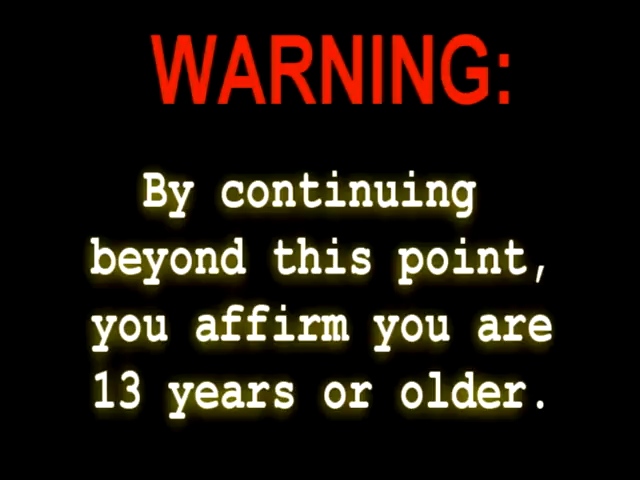 WARNING:
By continuing
beyond this point,
you affirm you are
13 years or older.